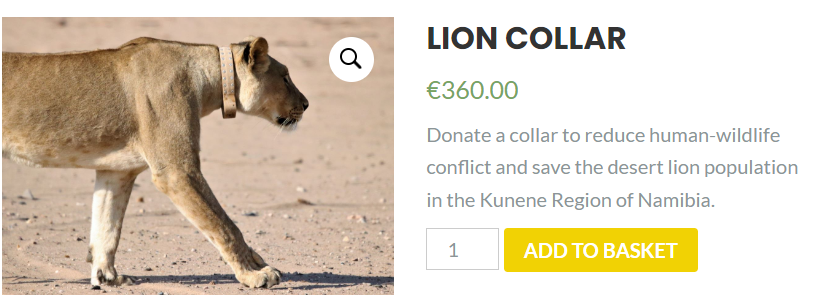 LION COLLAR
€360.00
Donate a collar to reduce human-wildlife
conflict and save the desert lion population
in the Kunene Region of Namibia.
1
ADD TO BASKET